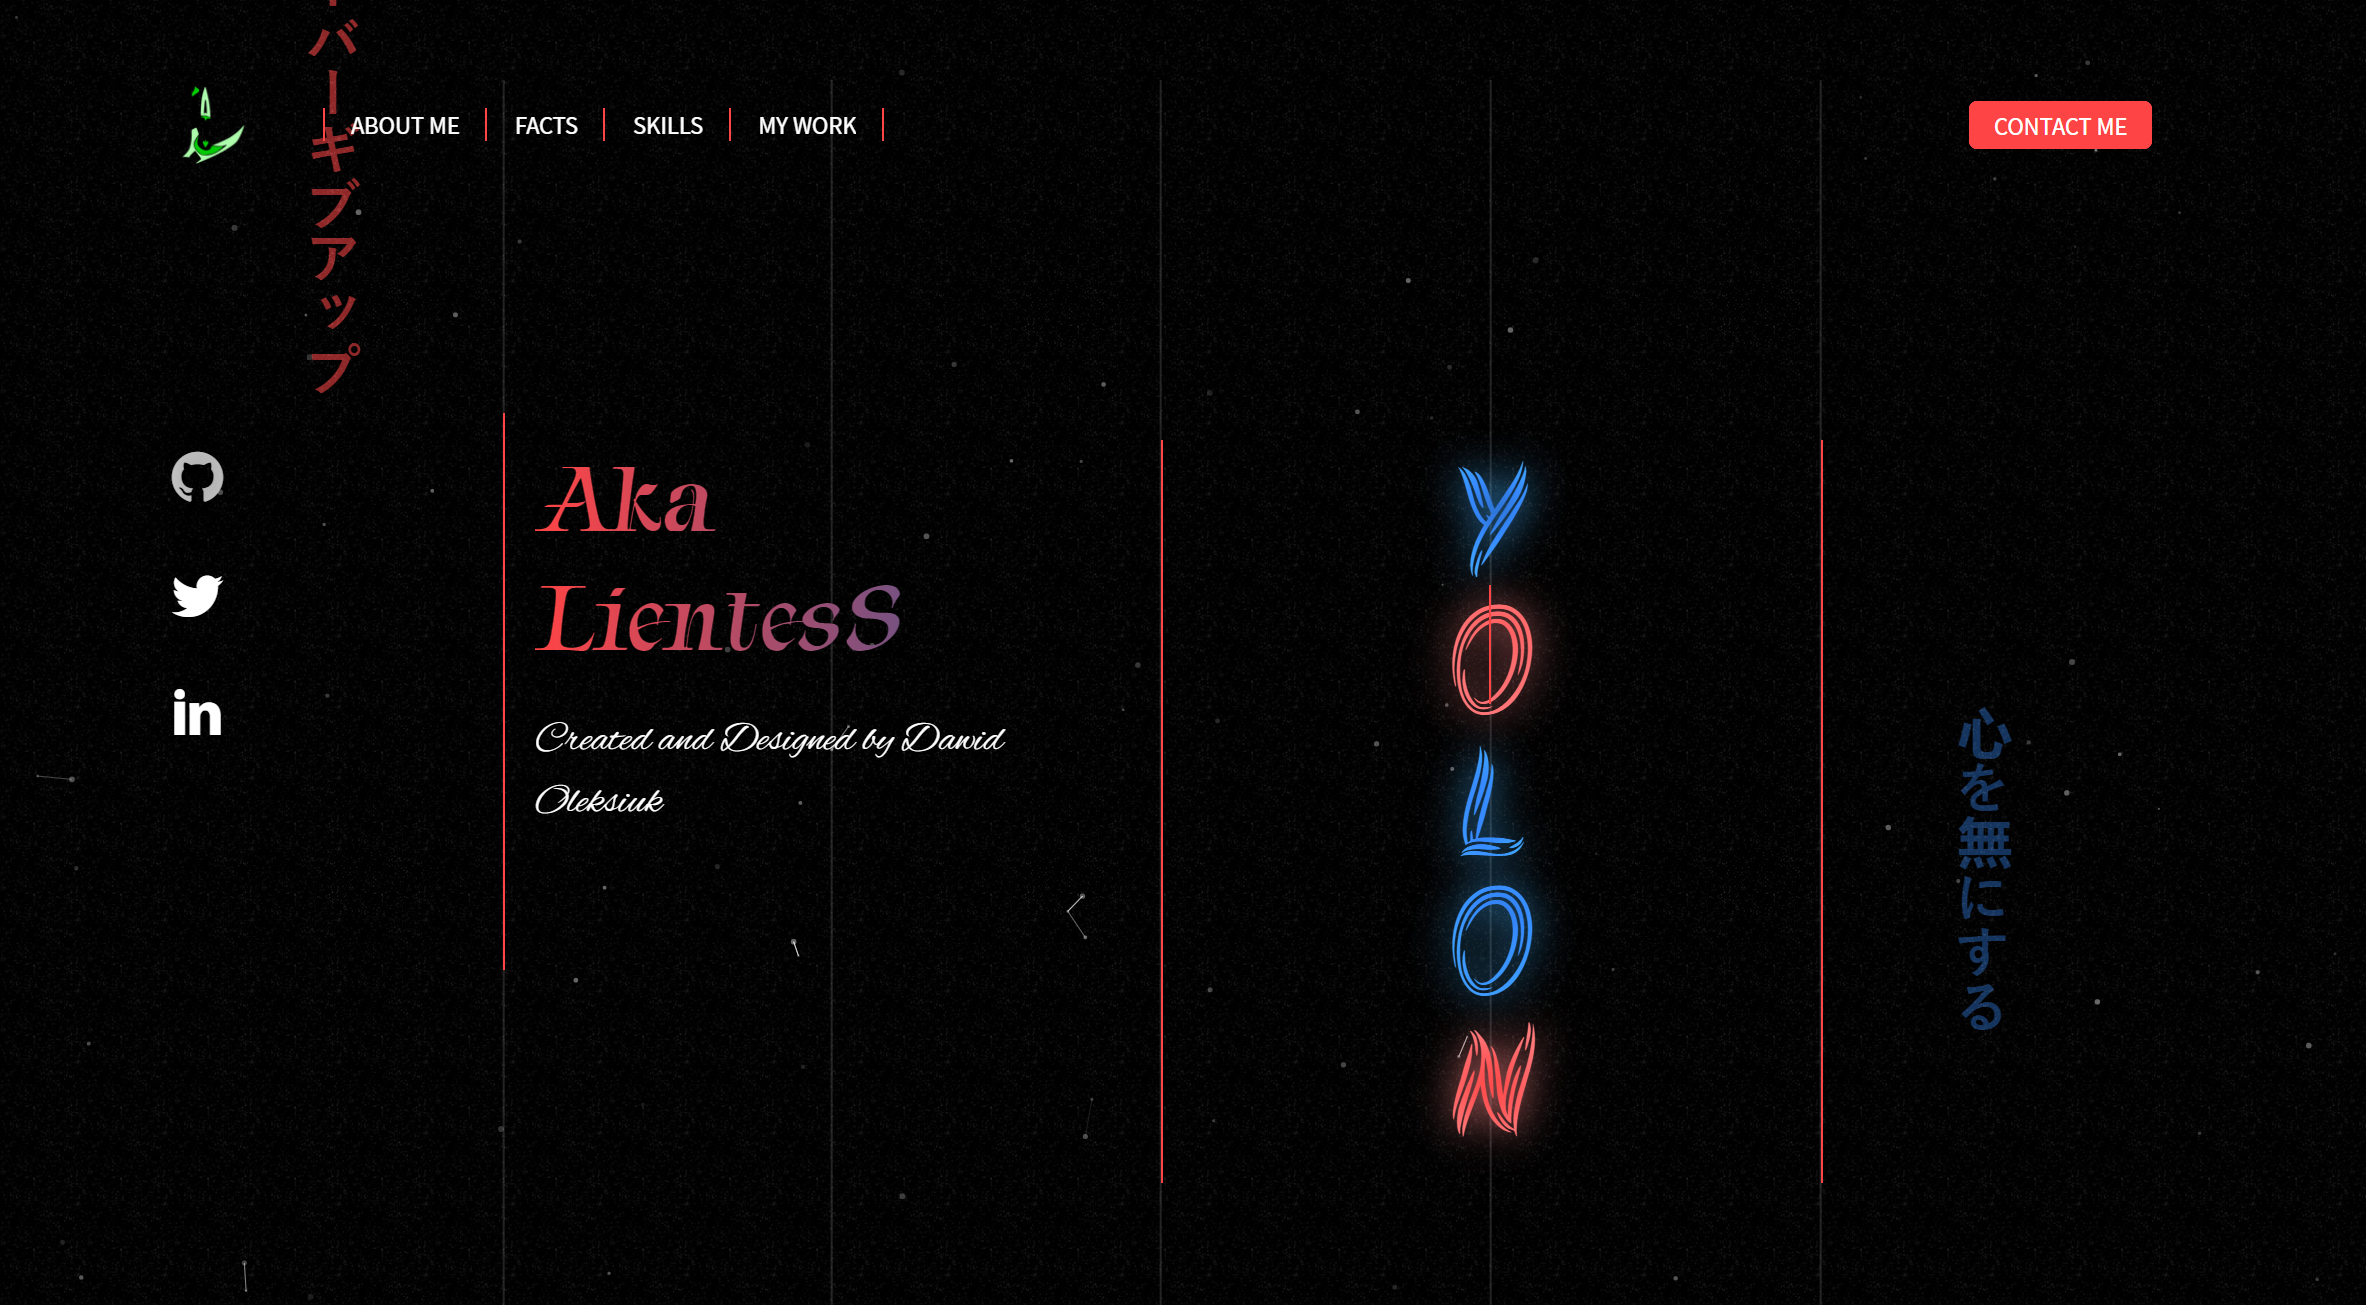 バーギブアップ
ABOUT ME
FACTS
SKILLS
MY WORK
CONTACT ME
Aka
LientesS
Created and Designed by Dawid
Oleksiuk
YOLON
心を無にする